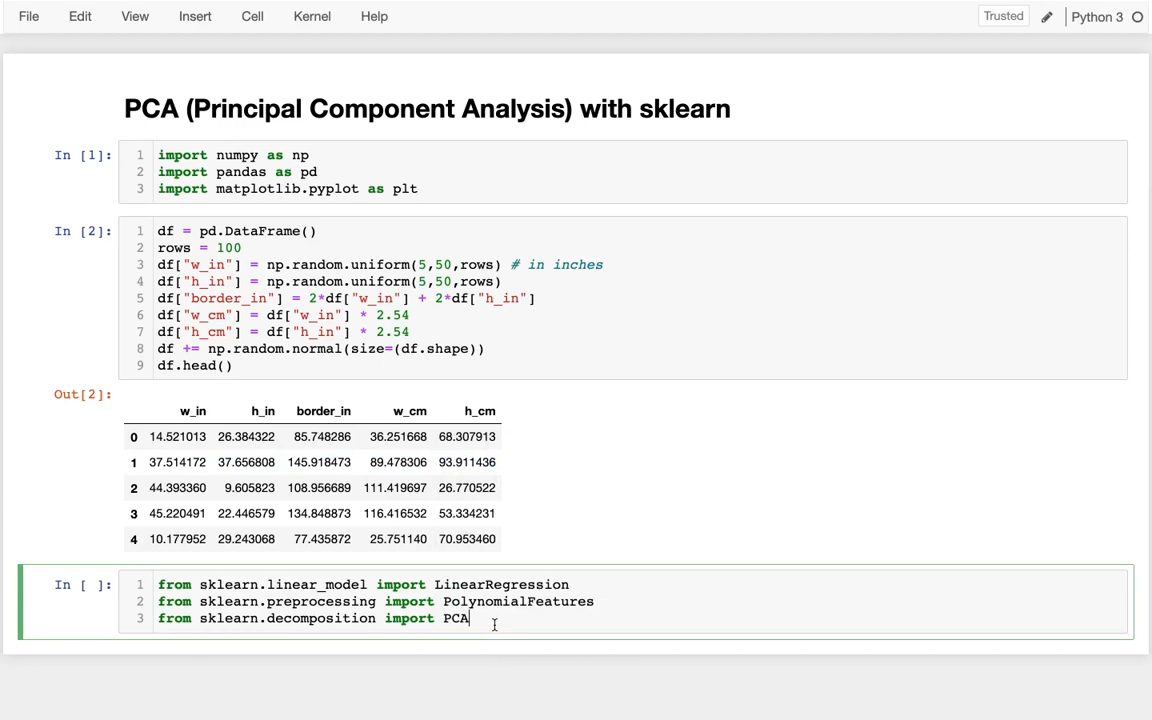 File Edit View Insert Cell Kernel Help Trusted Python 3
PCA (Principal Component Analysis) with sklearn
In [1]: 1 import numpy as np
2 import pandas as pd
3 import matplotlib.pyplot as plt
In [2]: 1 df = pd.DataFrame()
2 rows = 100
3 df["w_in"] = np.random.uniform(5,50,rows) # in inches
4 df["h_in"] = np.random.uniform(5,50,rows)
5 df["border_in"] = 2*df["w_in"] + 2*df["h_in"]
6 df["w_cm"] = df["w_in"] * 2.54
7 df["h_cm"] = df["h_in"] * 2.54
8 df += np.random.normal(size=(df.shape))
9 df.head()
Out[2]:
w_in h_in border_in w_cm h_cm
0 14.521013 26.384322 85.748286 36.251668 68.307913
1 37.514172 37.656808 145.918473 89.478306 93.911436
2 44.393360 9.605823 108.956689 111.419697 26.770522
3 45.220491 22.446579 134.848873 116.416532 53.334231
4 10.177952 29.243068 77.435872 25.751140 70.953460
In [ ]: 1 from sklearn.linear_model import LinearRegression
2 from sklearn.preprocessing import PolynomialFeatures
3 from sklearn.decomposition import PCA